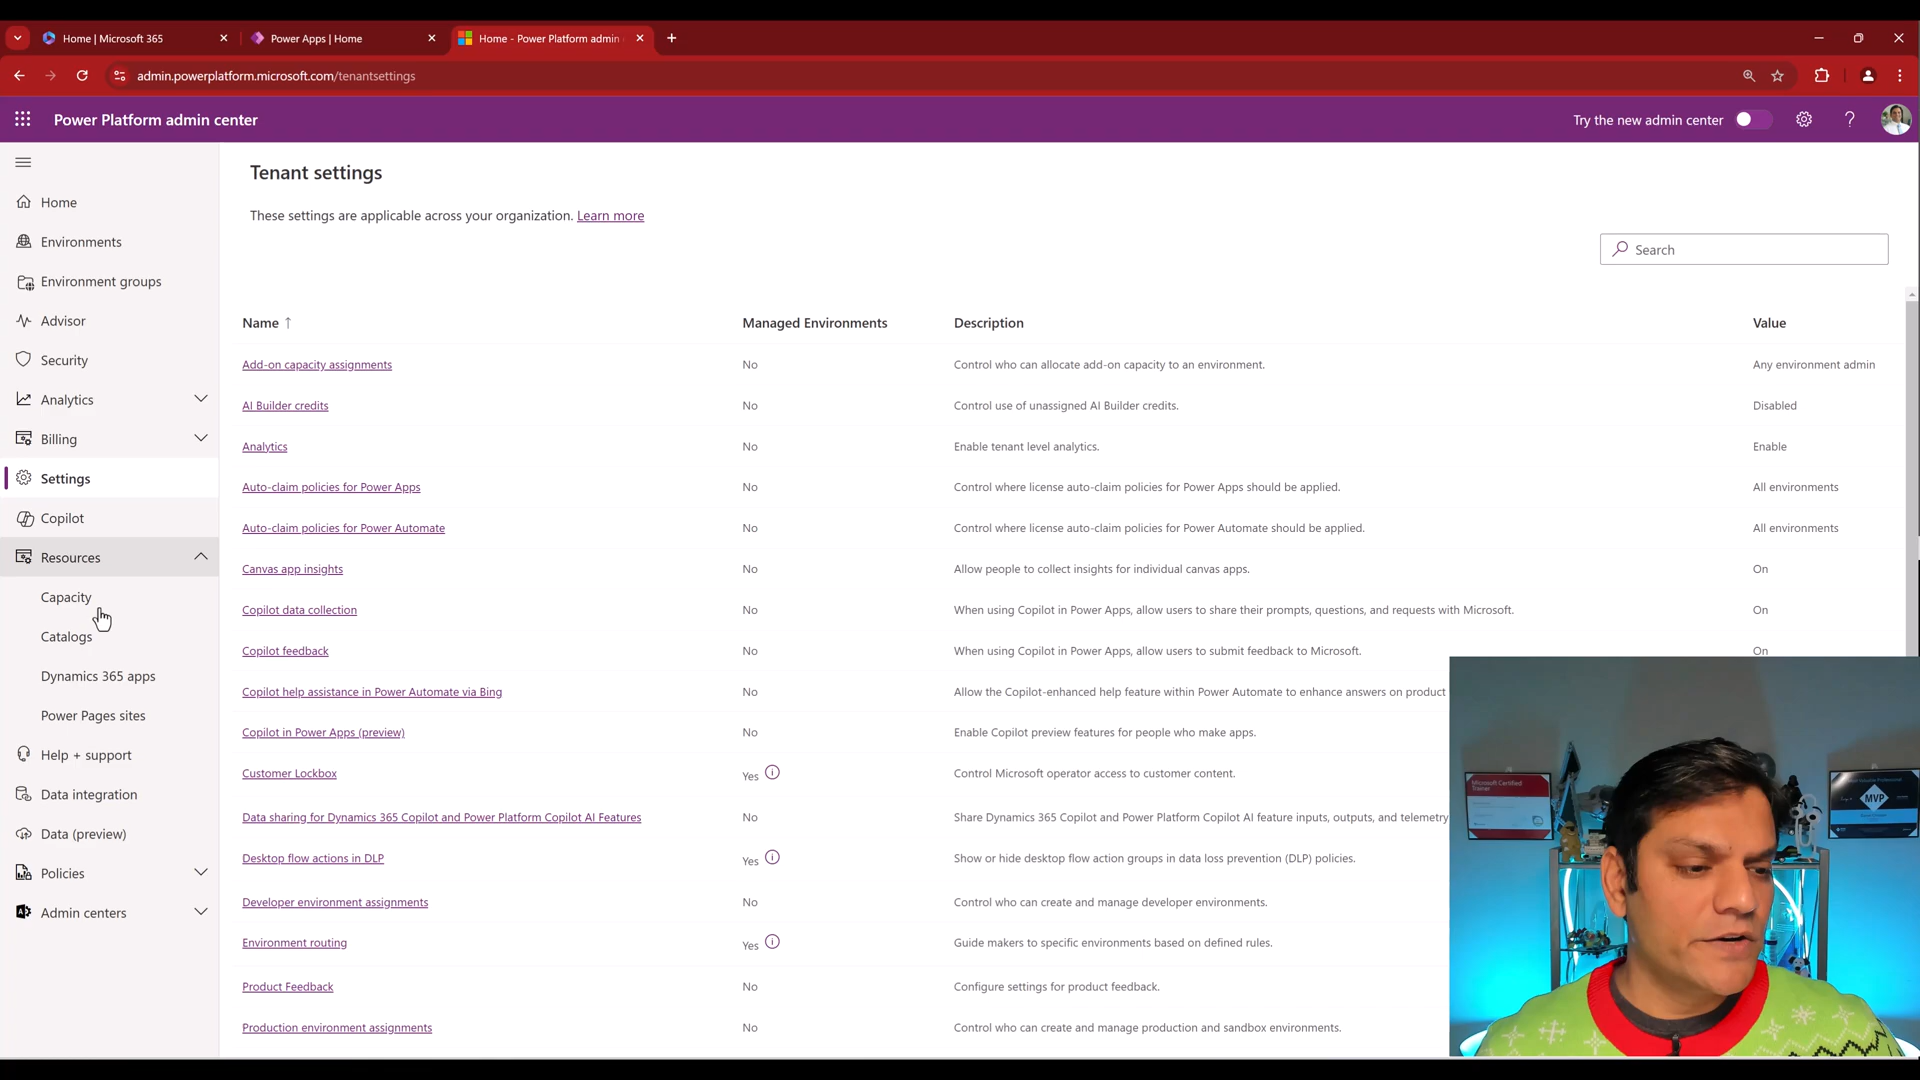 Home | Microsoft 365
Power Apps | Home
Home - Power Platform admin
admin.powerplatform.microsoft.com/tenantsettings
Power Platform admin center
Try the new admin center
Home
Environments
Environment groups
Advisor
Security
Analytics
Billing
Settings
Copilot
Resources
Capacity
Catalogs
Dynamics 365 apps
Power Pages sites
Help + support
Data integration
Data (preview)
Policies
Admin centers
Tenant settings
These settings are applicable across your organization. Learn more
Search
Name ↑ Managed Environments Description Value
Add-on capacity assignments No Control who can allocate add-on capacity to an environment. Any environment admin
AI Builder credits No Control use of unassigned AI Builder credits. Disabled
Analytics No Enable tenant level analytics. Enable
Auto-claim policies for Power Apps No Control where license auto-claim policies for Power Apps should be applied. All environments
Auto-claim policies for Power Automate No Control where license auto-claim policies for Power Automate should be applied. All environments
Canvas app insights No Allow people to collect insights for individual canvas apps. On
Copilot data collection No When using Copilot in Power Apps, allow users to share their prompts, questions, and requests with Microsoft. On
Copilot feedback No When using Copilot in Power Apps, allow users to submit feedback to Microsoft. On
Copilot help assistance in Power Automate via Bing No Allow the Copilot-enhanced help feature within Power Automate to enhance answers on product
Copilot in Power Apps (preview) No Enable Copilot preview features for people who make apps.
Customer Lockbox Yes Control Microsoft operator access to customer content.
Data sharing for Dynamics 365 Copilot and Power Platform Copilot AI Features No Share Dynamics 365 Copilot and Power Platform Copilot AI feature inputs, outputs, and telemetry
Desktop flow actions in DLP Yes Show or hide desktop flow action groups in data loss prevention (DLP) policies.
Developer environment assignments No Control who can create and manage developer environments.
Environment routing Yes Guide makers to specific environments based on defined rules.
Product Feedback No Configure settings for product feedback.
Production environment assignments No Control who can create and manage production and sandbox environments.
Microsoft Certified
Trainer
MVP